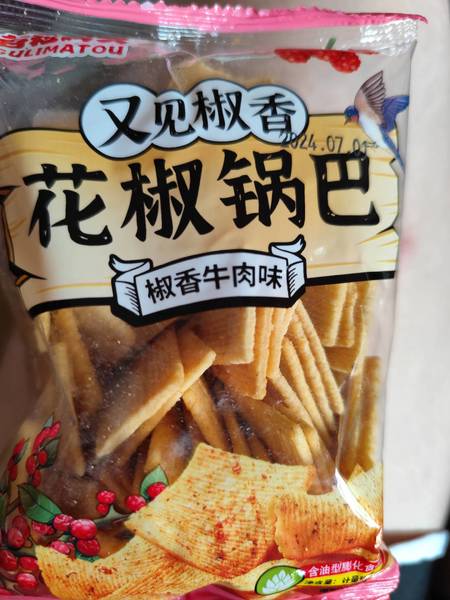 CULIMATOU
又见椒香
2024.07.01
花椒锅巴
椒香牛肉味
含油型膨化食